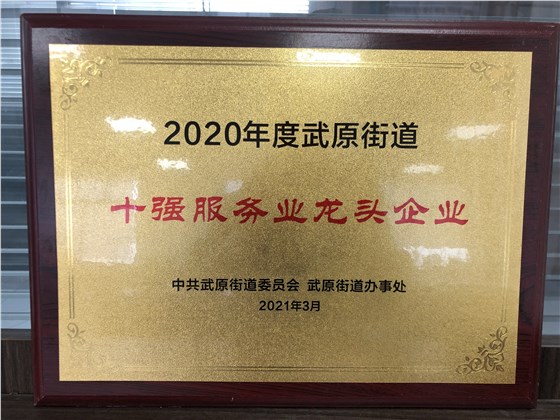 2020年度武原街道
十强服务业龙头企业
中共武原街道委员会 武原街道办事处
2021年3月